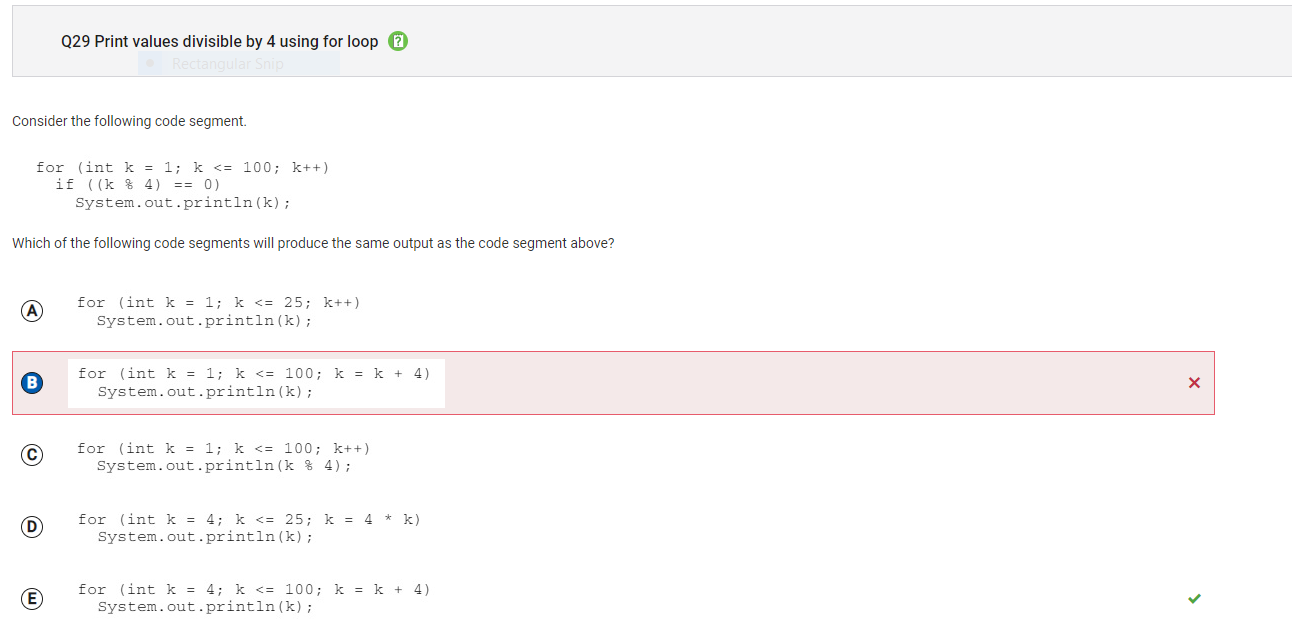 Q29 Print values divisible by 4 using for loop ?
Rectangular Snip
Consider the following code segment.
for (int k = 1; k <= 100; k++)
if ((k % 4) == 0)
System.out.println(k);
Which of the following code segments will produce the same output as the code segment above?
A
for (int k = 1; k <= 25; k++)
System.out.println(k);
B
for (int k = 1; k <= 100; k = k + 4)
System.out.println(k);
C
for (int k = 1; k <= 100; k++)
System.out.println(k % 4);
D
for (int k = 4; k <= 25; k = 4 * k)
System.out.println(k);
E
for (int k = 4; k <= 100; k = k + 4)
System.out.println(k);